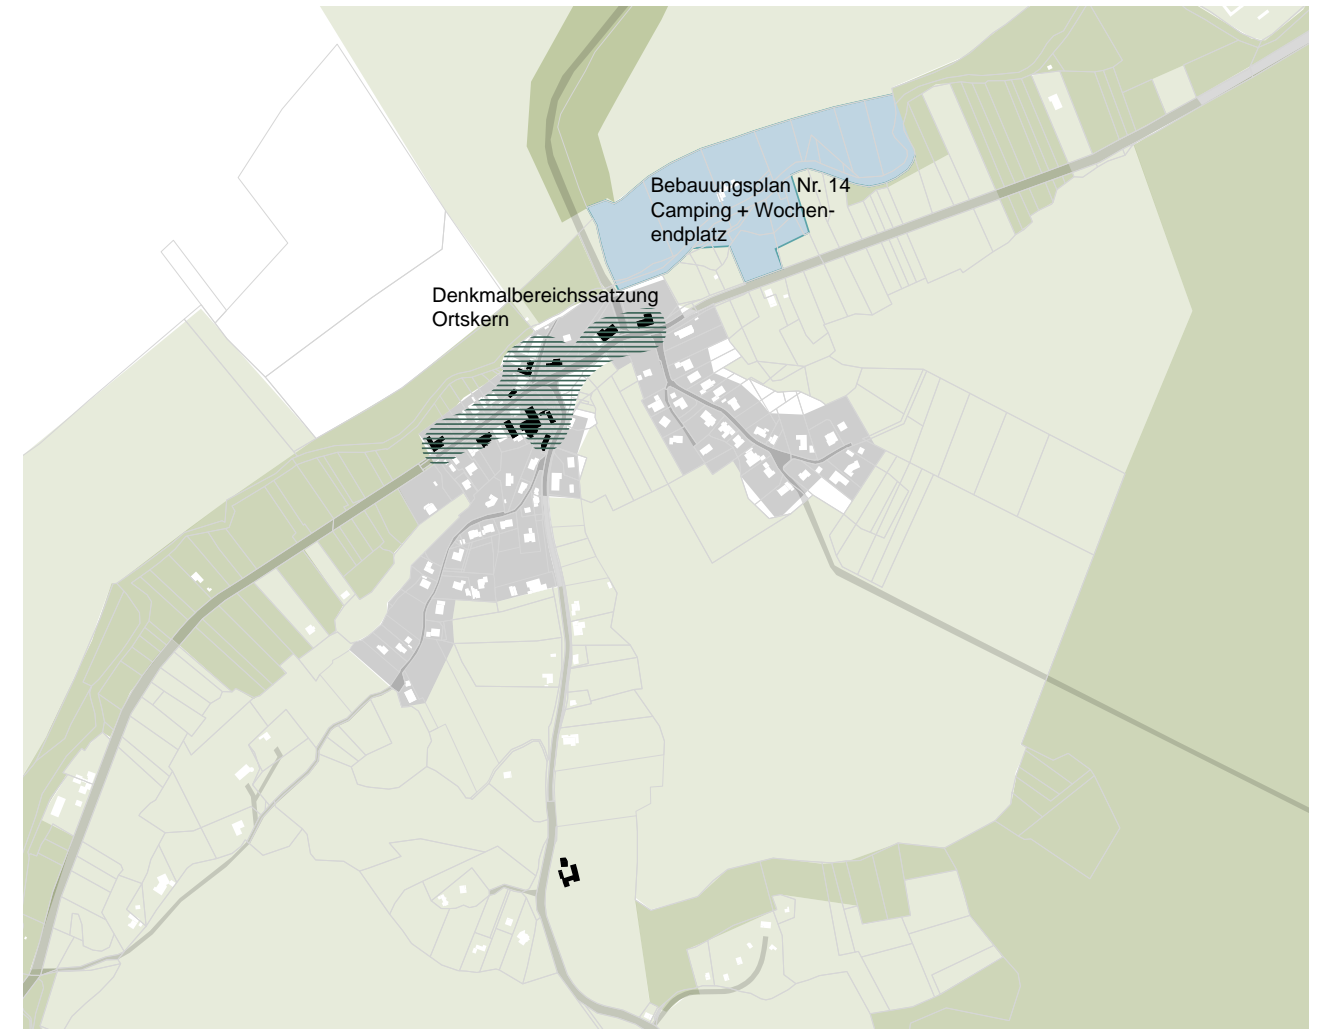 Bebauungsplan Nr. 14
Camping + Wochen-
endplatz
Denkmalbereichssatzung
Ortskern